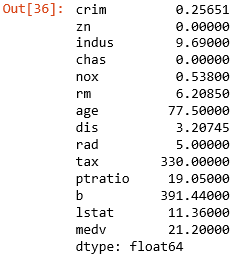 Out[36]: crim 0.25651
zn 0.00000
indus 9.69000
chas 0.00000
nox 0.53800
rm 6.20850
age 77.50000
dis 3.20745
rad 5.00000
tax 330.00000
ptratio 19.05000
b 391.44000
lstat 11.36000
medv 21.20000
dtype: float64